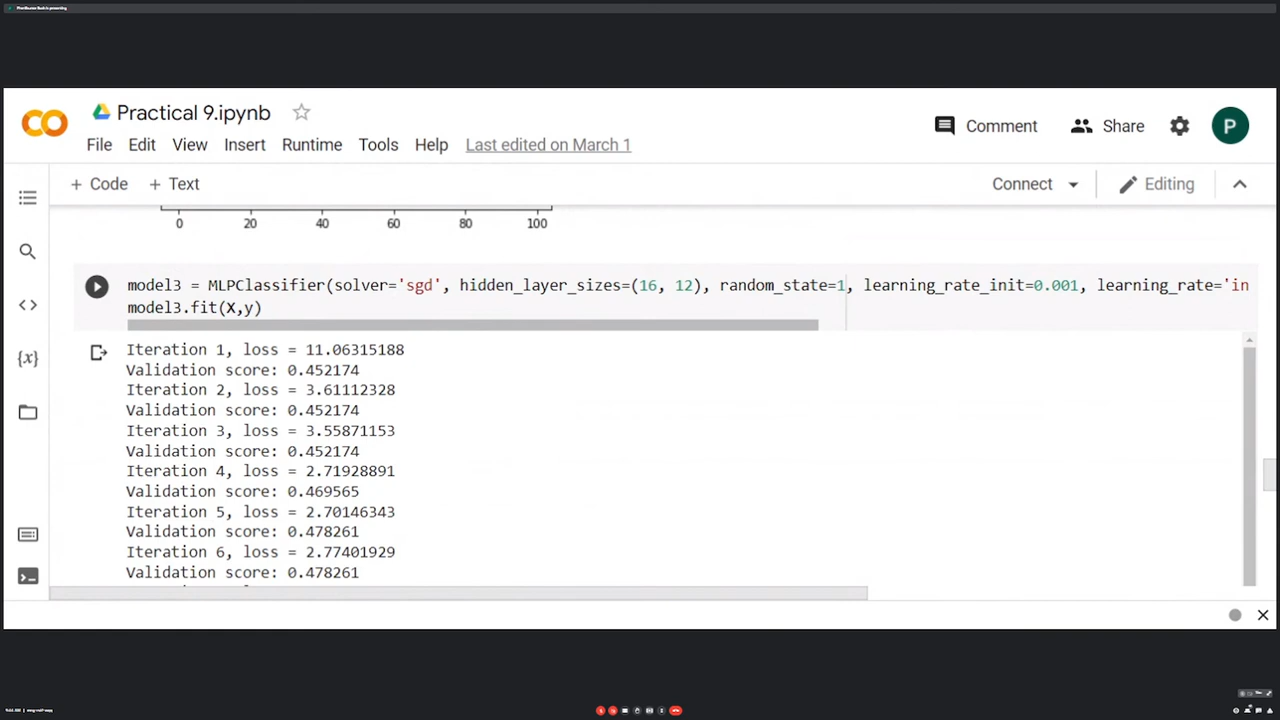 Practical 9.ipynb
File Edit View Insert Runtime Tools Help Last edited on March 1
Comment Share P
+ Code + Text Connect Editing
0 20 40 60 80 100
model3 = MLPClassifier(solver='sgd', hidden_layer_sizes=(16, 12), random_state=1, learning_rate_init=0.001, learning_rate='in
model3.fit(X,y)
Iteration 1, loss = 11.06315188
Validation score: 0.452174
Iteration 2, loss = 3.61112328
Validation score: 0.452174
Iteration 3, loss = 3.55871153
Validation score: 0.452174
Iteration 4, loss = 2.71928891
Validation score: 0.469565
Iteration 5, loss = 2.70146343
Validation score: 0.478261
Iteration 6, loss = 2.77401929
Validation score: 0.478261